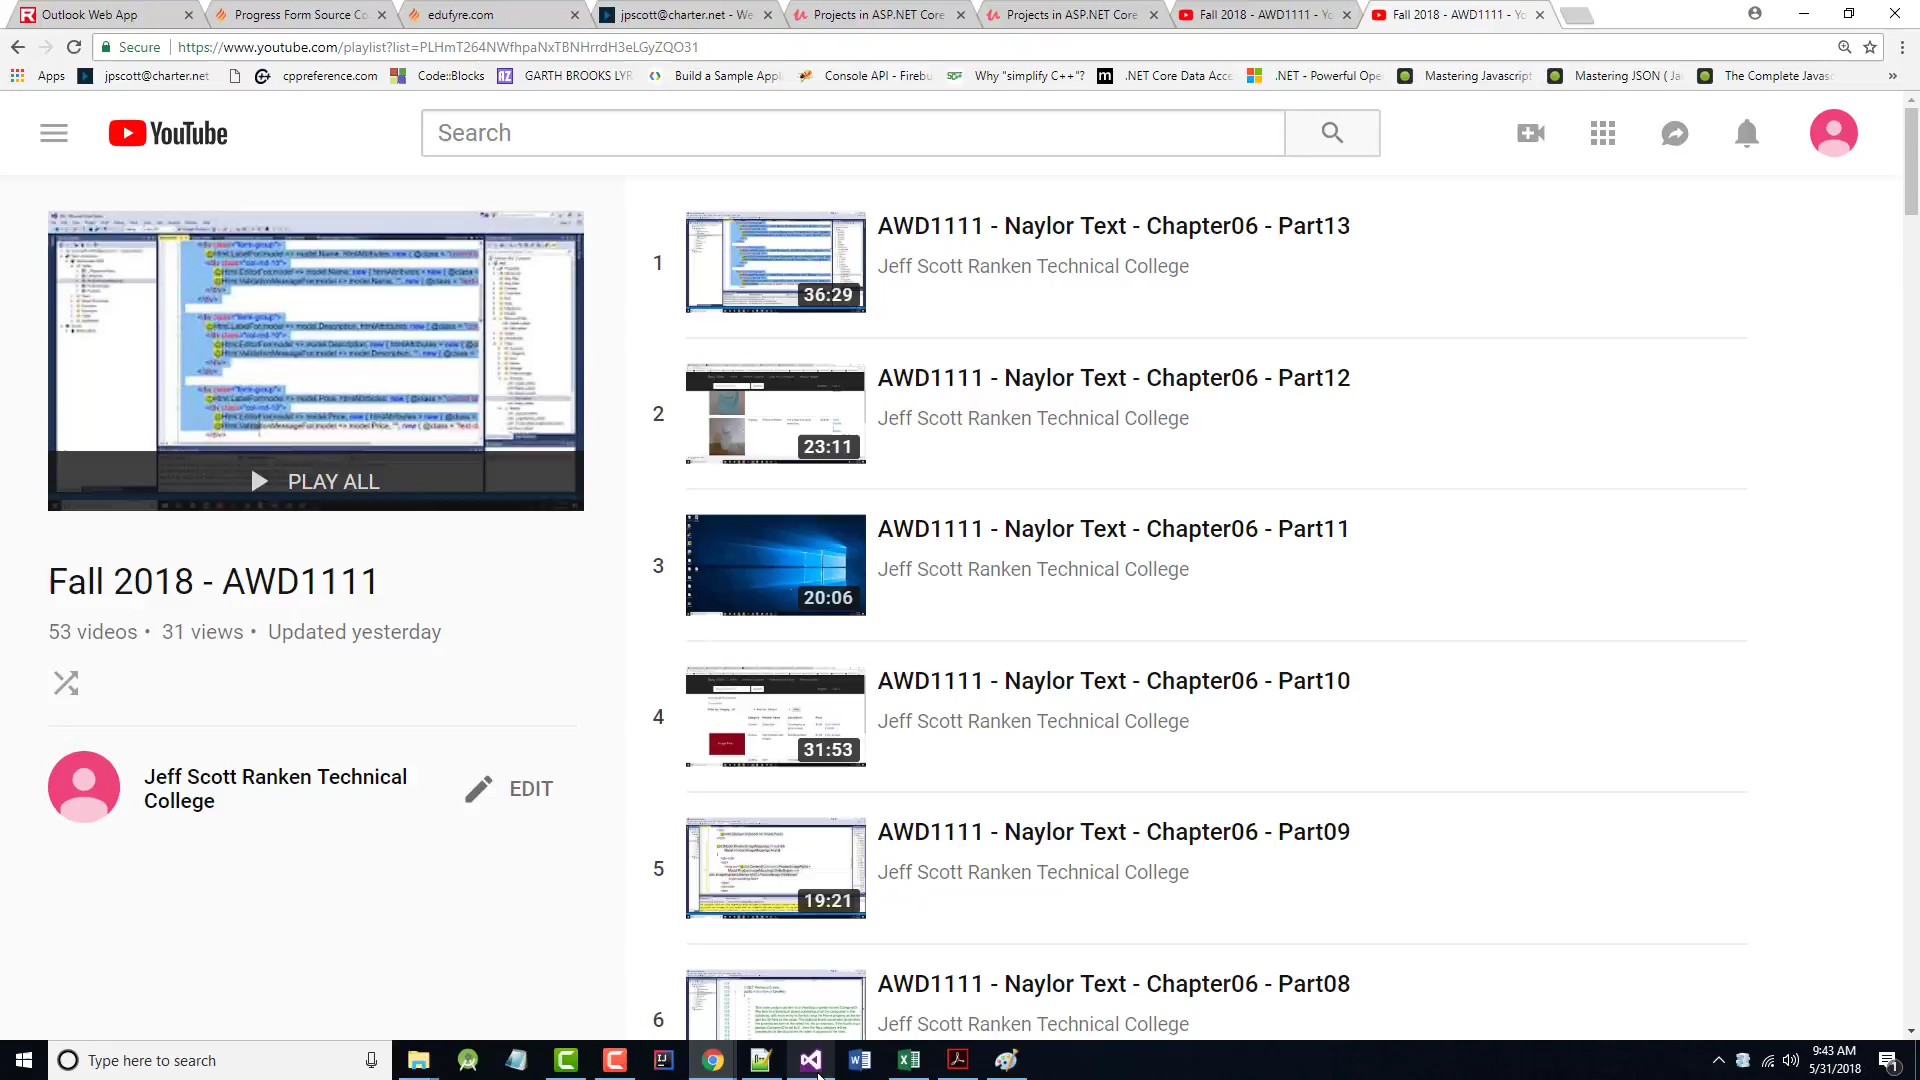 Outlook Web App
Progress Form Source Co
edufyre.com
jpscott@charter.net - We
Projects in ASP.NET Core
Projects in ASP.NET Core
Fall 2018 - AWD1111 - Yo
Fall 2018 - AWD1111 - Yo
Secure
https://www.youtube.com/playlist?list=PLHmT264NWfhpaNxTBNHrrdH3eLGyZQO31
Apps
jpscott@charter.net
cppreference.com
Code::Blocks
GARTH BROOKS LYR
Build a Sample App
Console API - Firebu
Why "simplify C++"?
.NET Core Data Acce
.NET - Powerful Ope
Mastering Javascript
Mastering JSON ( Ja
The Complete Javas
YouTube
Search
PLAY ALL
Fall 2018 - AWD1111
53 videos • 31 views • Updated yesterday
Jeff Scott Ranken Technical
College
EDIT
1
36:29
AWD1111 - Naylor Text - Chapter06 - Part13
Jeff Scott Ranken Technical College
2
23:11
AWD1111 - Naylor Text - Chapter06 - Part12
Jeff Scott Ranken Technical College
3
20:06
AWD1111 - Naylor Text - Chapter06 - Part11
Jeff Scott Ranken Technical College
4
31:53
AWD1111 - Naylor Text - Chapter06 - Part10
Jeff Scott Ranken Technical College
5
19:21
AWD1111 - Naylor Text - Chapter06 - Part09
Jeff Scott Ranken Technical College
6
AWD1111 - Naylor Text - Chapter06 - Part08
Jeff Scott Ranken Technical College
Type here to search
9:43 AM
5/31/2018